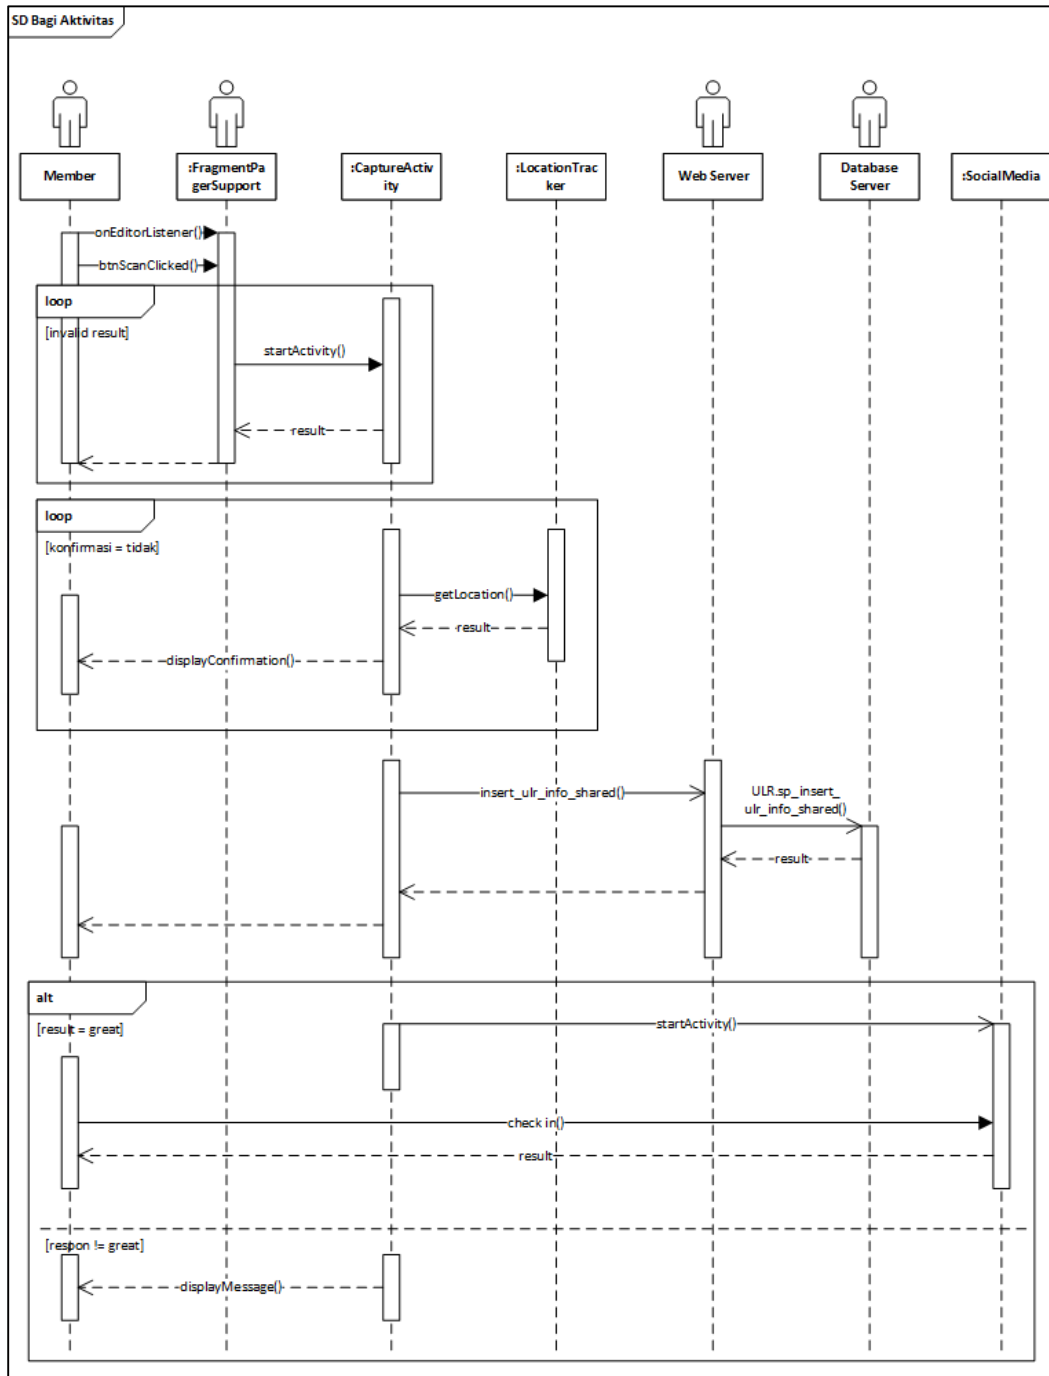 SD Bagi Aktivitas
Member
:FragmentPa
gerSupport
:CaptureActiv
ity
:LocationTrac
ker
Web Server
Database
Server
:SocialMedia
onEditorListener()
btnScanClicked()
loop
[invalid result]
startActivity()
result
loop
[konfirmasi = tidak]
getLocation()
result
displayConfirmation()
insert_ulr_info_shared()
ULR.sp_insert_
ulr_info_shared()
result
alt
[result = great]
startActivity()
check in()
result
[respon != great]
displayMessage()